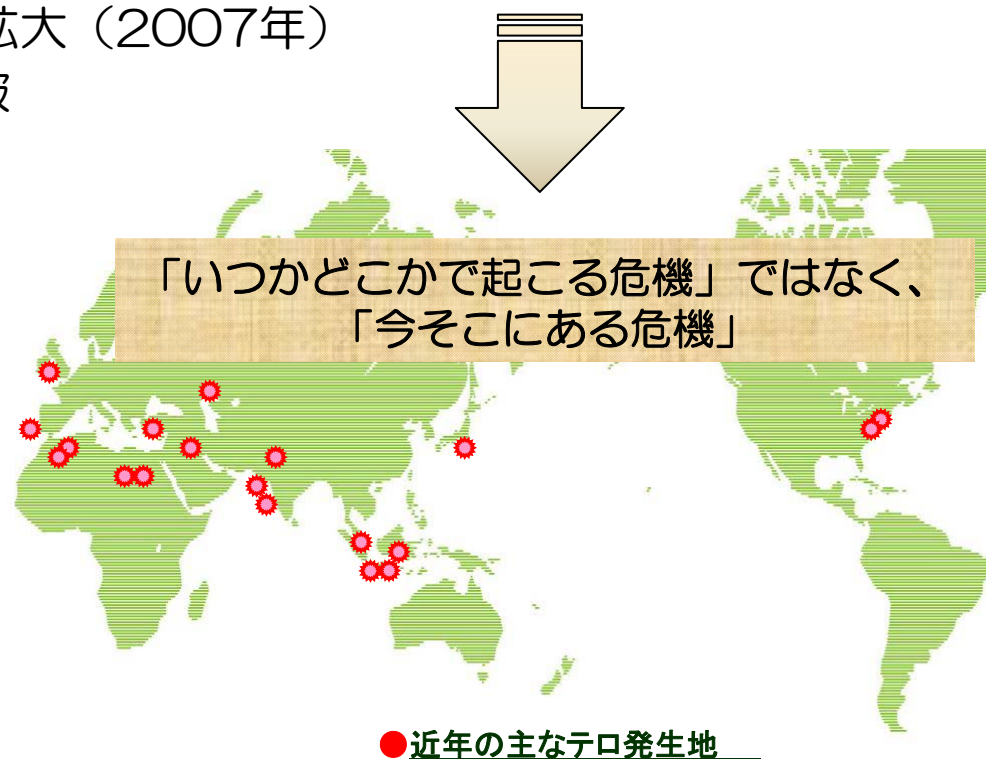 拡大（2007年）
報
「いつかどこかで起こる危機」ではなく、
「今そこにある危機」
●近年の主なテロ発生地